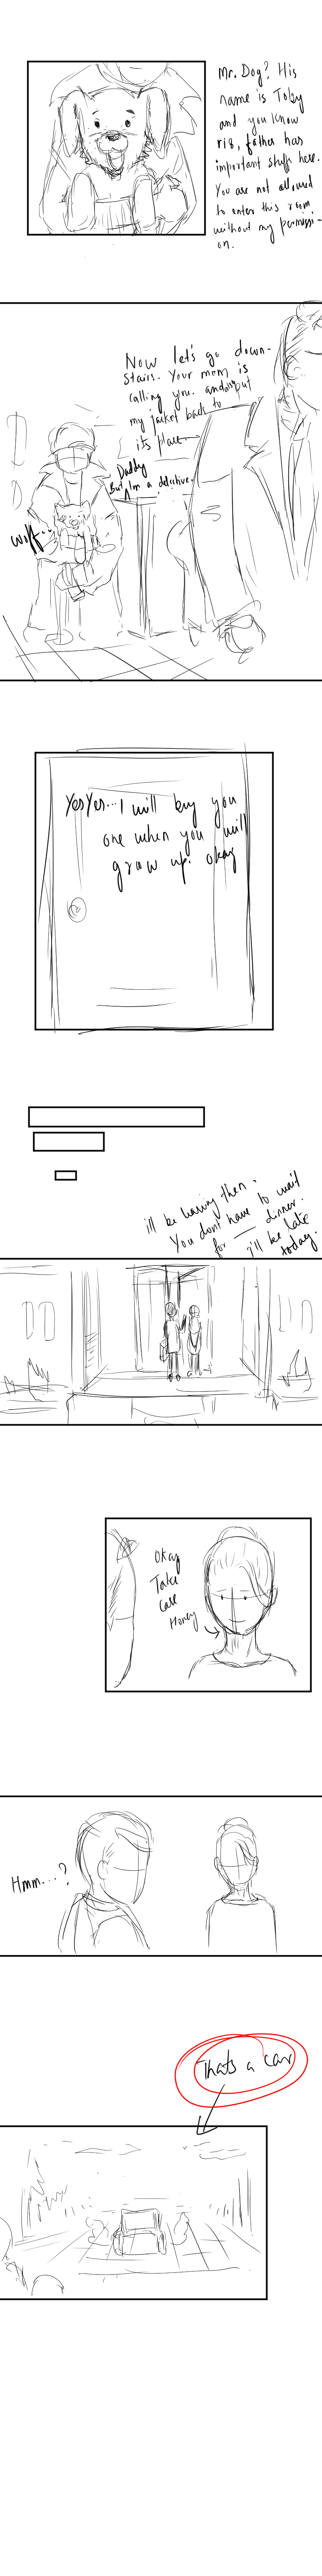 Mr. Dog? His
name is Toby
and you know
ris, father has
important stuffs here.
You are not allowed
to enter this room
without my permissi-
on.
Now let's go down-
stairs. Your mom is
calling you. and put
my jacket back to
its place
Daddy
But I'm a detective.
Woff..
Yes Yes... I will buy you
one when you will
grow up. okay
ill be leaving then.
You don't have to wait
for dinner.
I'll be late
today.
Okay
Take
Care
Honey
Hmm....?
Thats a car